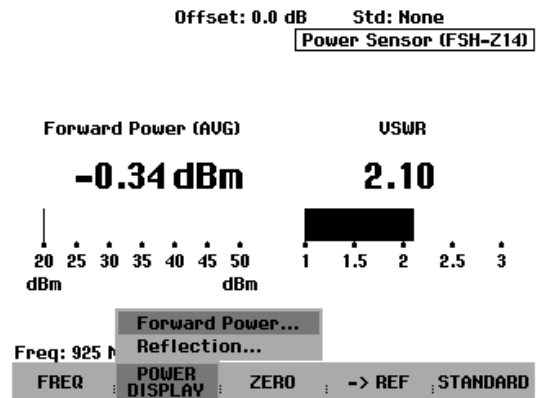 Offset: 0.0 dB Std: None
Power Sensor (FSH-Z14)
Forward Power (AVG) VSWR
-0.34 dBm 2.10
20 25 30 35 40 45 50 1 1.5 2 2.5 3
dBm dBm
Forward Power...
Reflection...
Freq: 925 M
FREQ POWER DISPLAY ZERO -> REF STANDARD